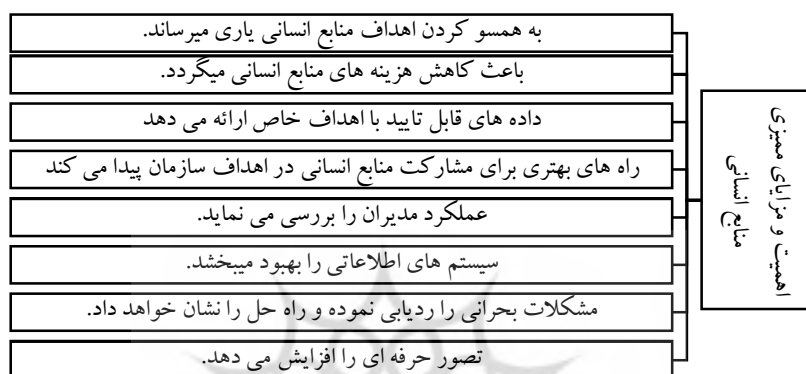 به همسو کردن اهداف منابع انسانی یاری میرساند.
باعث کاهش هزینه های منابع انسانی میگردد.
داده های قابل تایید با اهداف خاص ارائه می دهد
راه های بهتری برای مشارکت منابع انسانی در اهداف سازمان پیدا می کند
عملکرد مدیران را بررسی می نماید.
سیستم های اطلاعاتی را بهبود میبخشد.
مشکلات بحرانی را ردیابی نموده و راه حل را نشان خواهد داد.
تصور حرفه ای را افزایش می دهد.
اهمیت و مزایای ممیزی
منابع انسانی